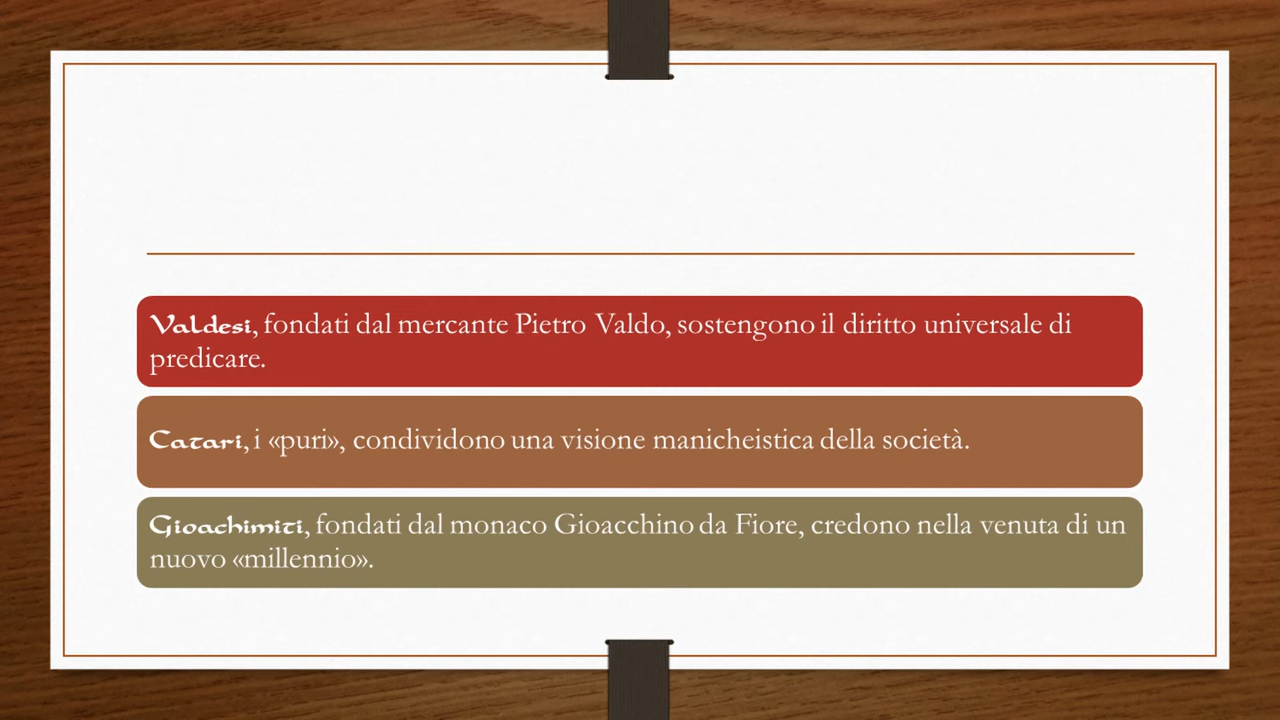 Valdesi, fondati dal mercante Pietro Valdo, sostengono il diritto universale di
predicare.
Catari, i «puri», condividono una visione manicheistica della società.
Gioachimiti, fondati dal monaco Gioacchino da Fiore, credono nella venuta di un
nuovo «millennio».